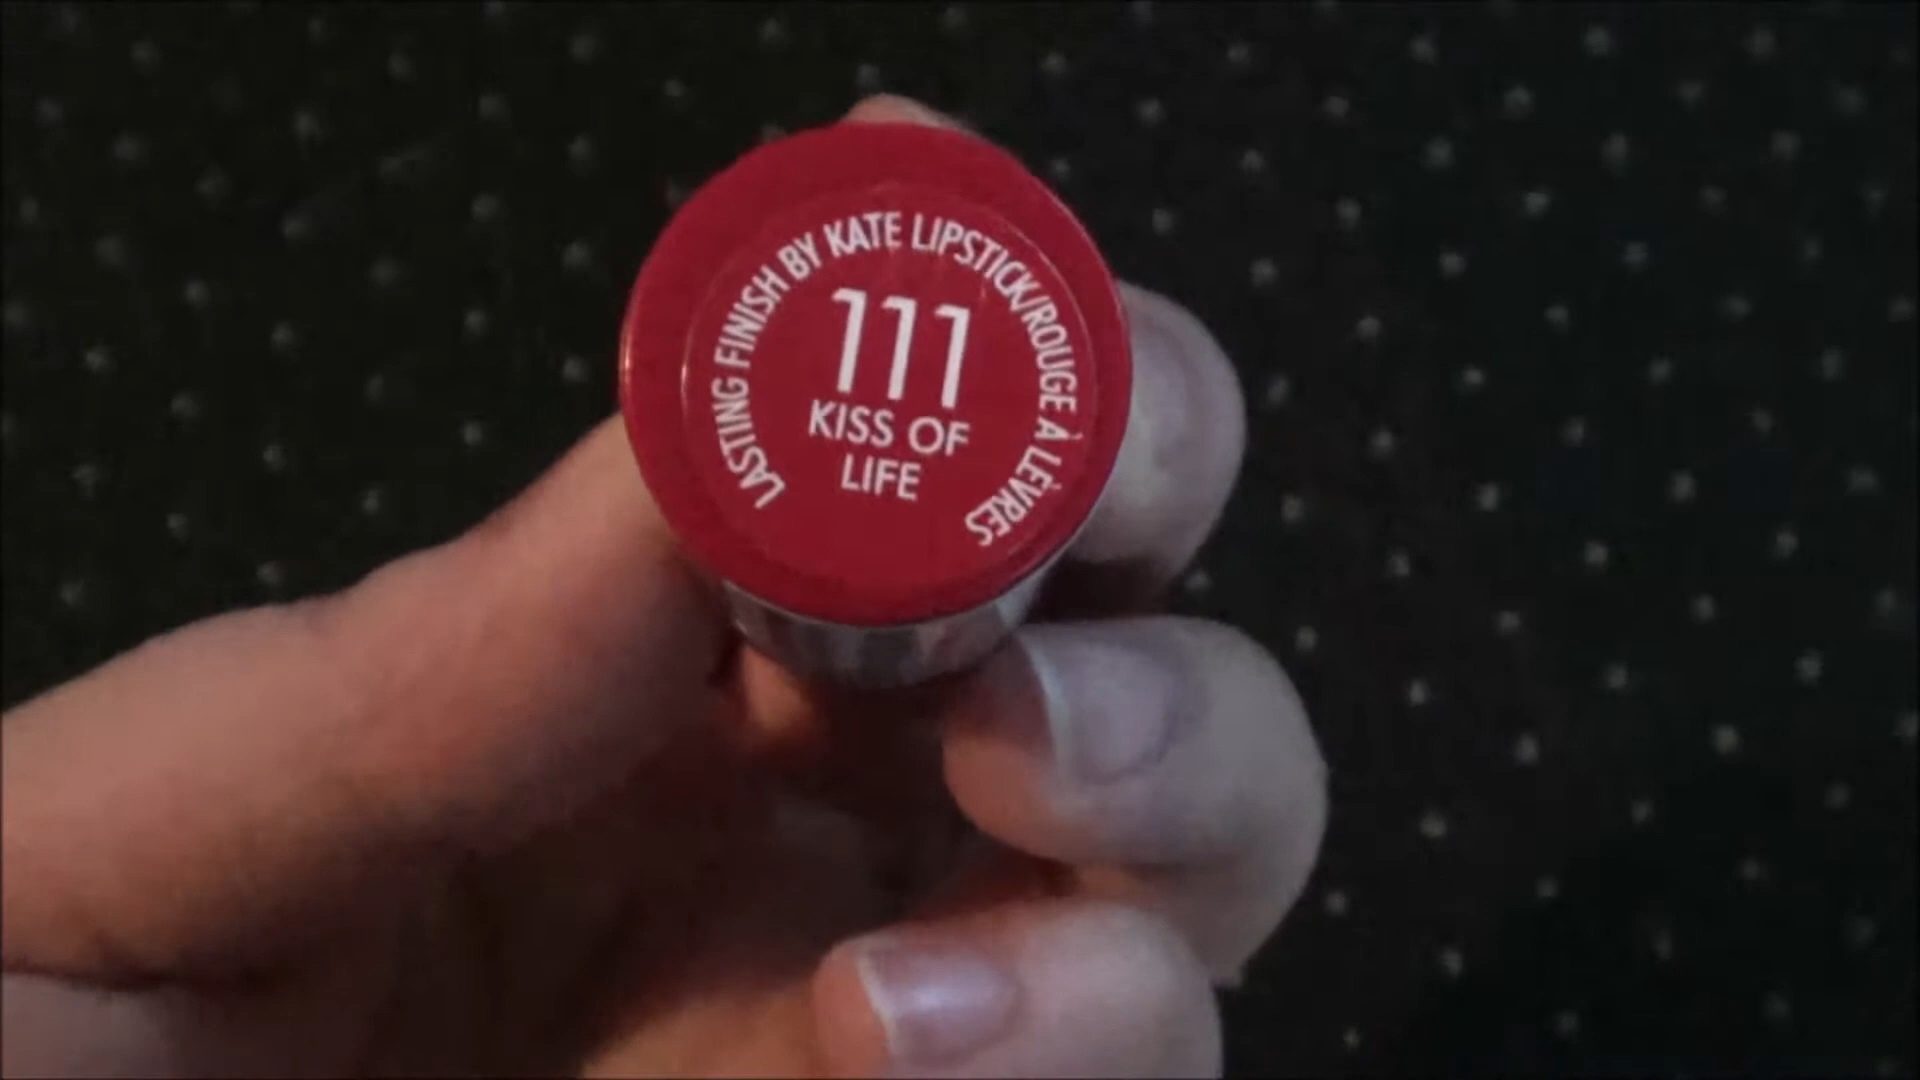 LASTING FINISH BY KATE LIPSTICK/ROUGE À LÈVRES
111
KISS OF
LIFE